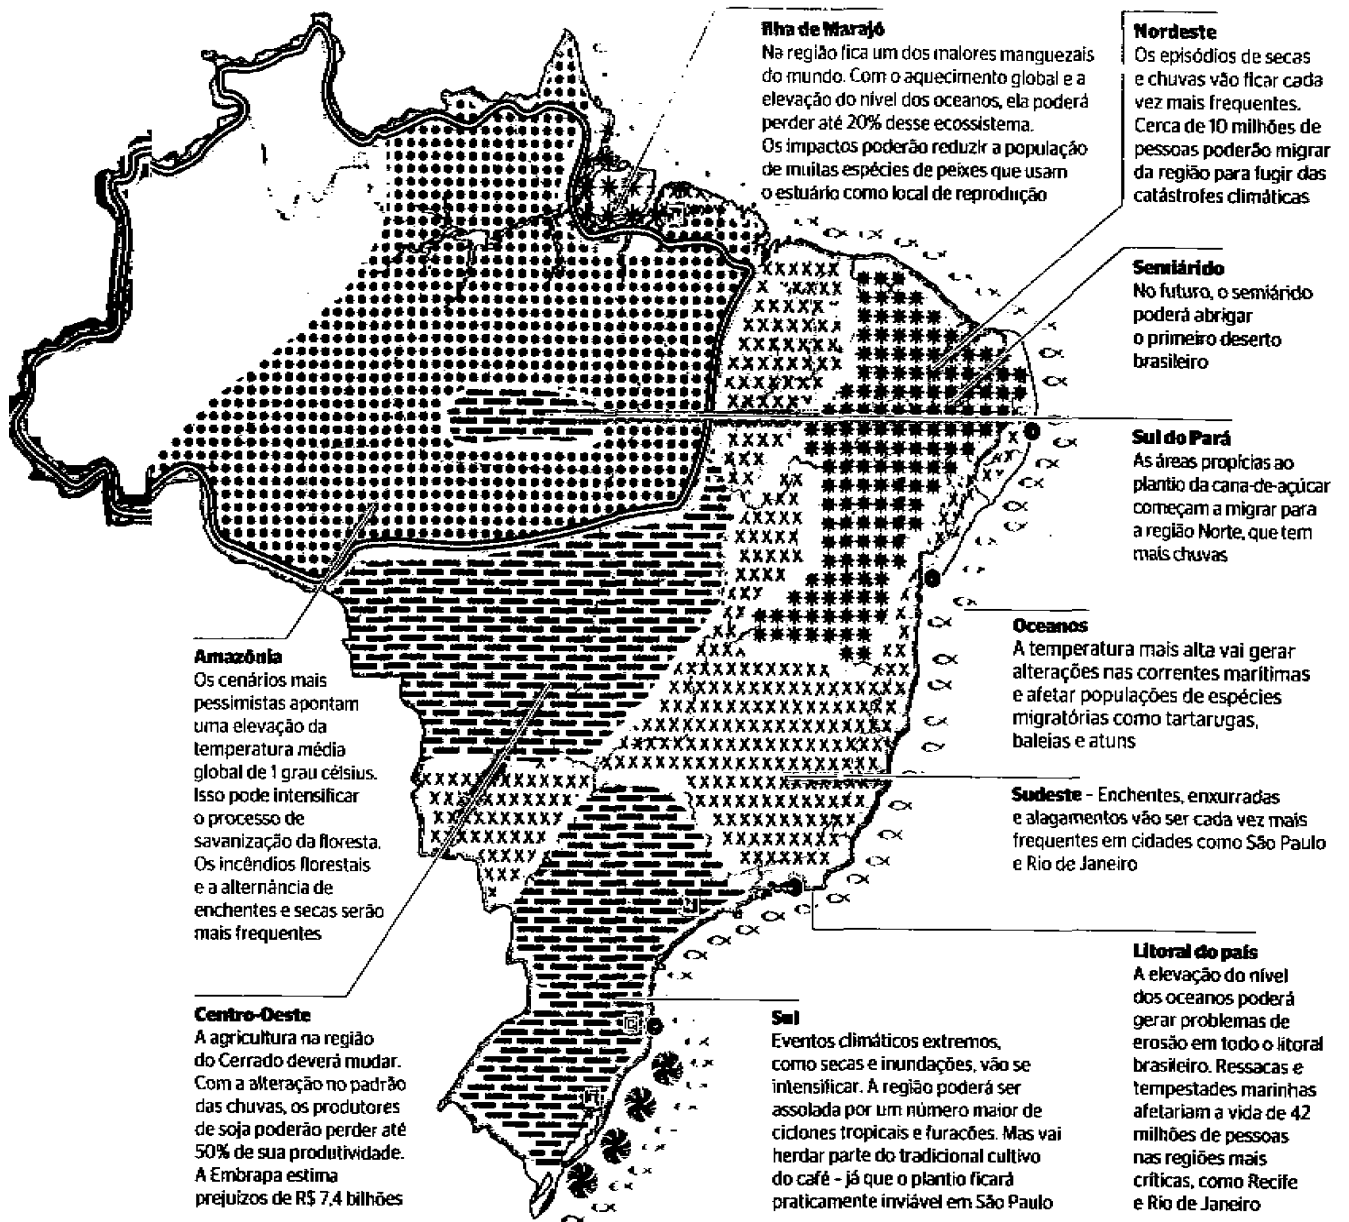 Ilha de Marajó
Na região fica um dos maiores manguezais
do mundo. Com o aquecimento global e a
elevação do nível dos oceanos, ela poderá
perder até 20% desse ecossistema.
Os impactos poderão reduzir a população
de muitas espécies de peixes que usam
o estuário como local de reprodução
Nordeste
Os episódios de secas
e chuvas vão ficar cada
vez mais frequentes.
Cerca de 10 milhões de
pessoas poderão migrar
da região para fugir das
catástrofes climáticas
Semiárido
No futuro, o semiárido
poderá abrigar
o primeiro deserto
brasileiro
Sul do Pará
As áreas propícias ao
plantio da cana-de-açúcar
começam a migrar para
a região Norte, que tem
mais chuvas
Oceanos
A temperatura mais alta vai gerar
alterações nas correntes marítimas
e afetar populações de espécies
migratórias como tartarugas,
baleias e atuns
Sudeste - Enchentes, enxurradas
e alagamentos vão ser cada vez mais
frequentes em cidades como São Paulo
e Rio de Janeiro
Amazônia
Os cenários mais
pessimistas apontam
uma elevação da
temperatura média
global de 1 grau célsius.
Isso pode intensificar
o processo de
savanização da floresta.
Os incêndios florestais
e a alternância de
enchentes e secas serão
mais frequentes
Litoral do país
A elevação do nível
dos oceanos poderá
gerar problemas de
erosão em todo o litoral
brasileiro. Ressacas e
tempestades marinhas
afetariam a vida de 42
milhões de pessoas
nas regiões mais
críticas, como Recife
e Rio de Janeiro
Centro-Oeste
A agricultura na região
do Cerrado deverá mudar.
Com a alteração no padrão
das chuvas, os produtores
de soja poderão perder até
50% de sua produtividade.
A Embrapa estima
prejuízos de R$ 7,4 bilhões
Sul
Eventos climáticos extremos,
como secas e inundações, vão se
intensificar. A região poderá ser
assolada por um número maior de
ciclones tropicais e furacões. Mas vai
herdar parte do tradicional cultivo
do café - já que o plantio ficará
praticamente inviável em São Paulo